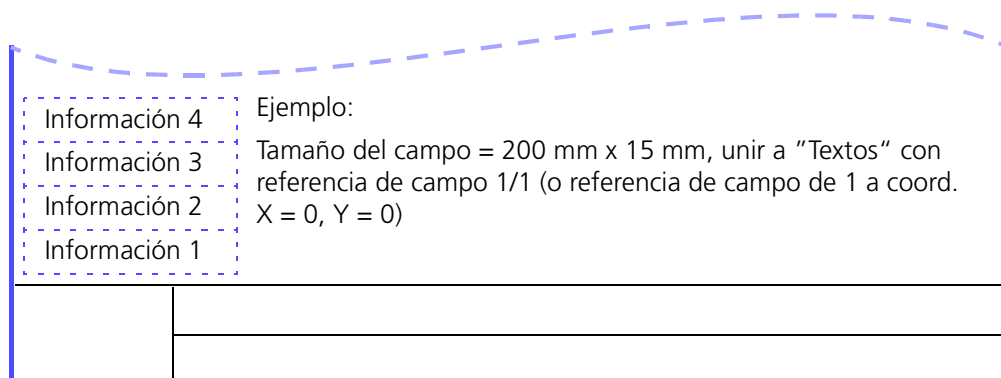 Información 4
Información 3
Información 2
Información 1
Ejemplo:
Tamaño del campo = 200 mm x 15 mm, unir a "Textos“ con
referencia de campo 1/1 (o referencia de campo de 1 a coord.
X = 0, Y = 0)